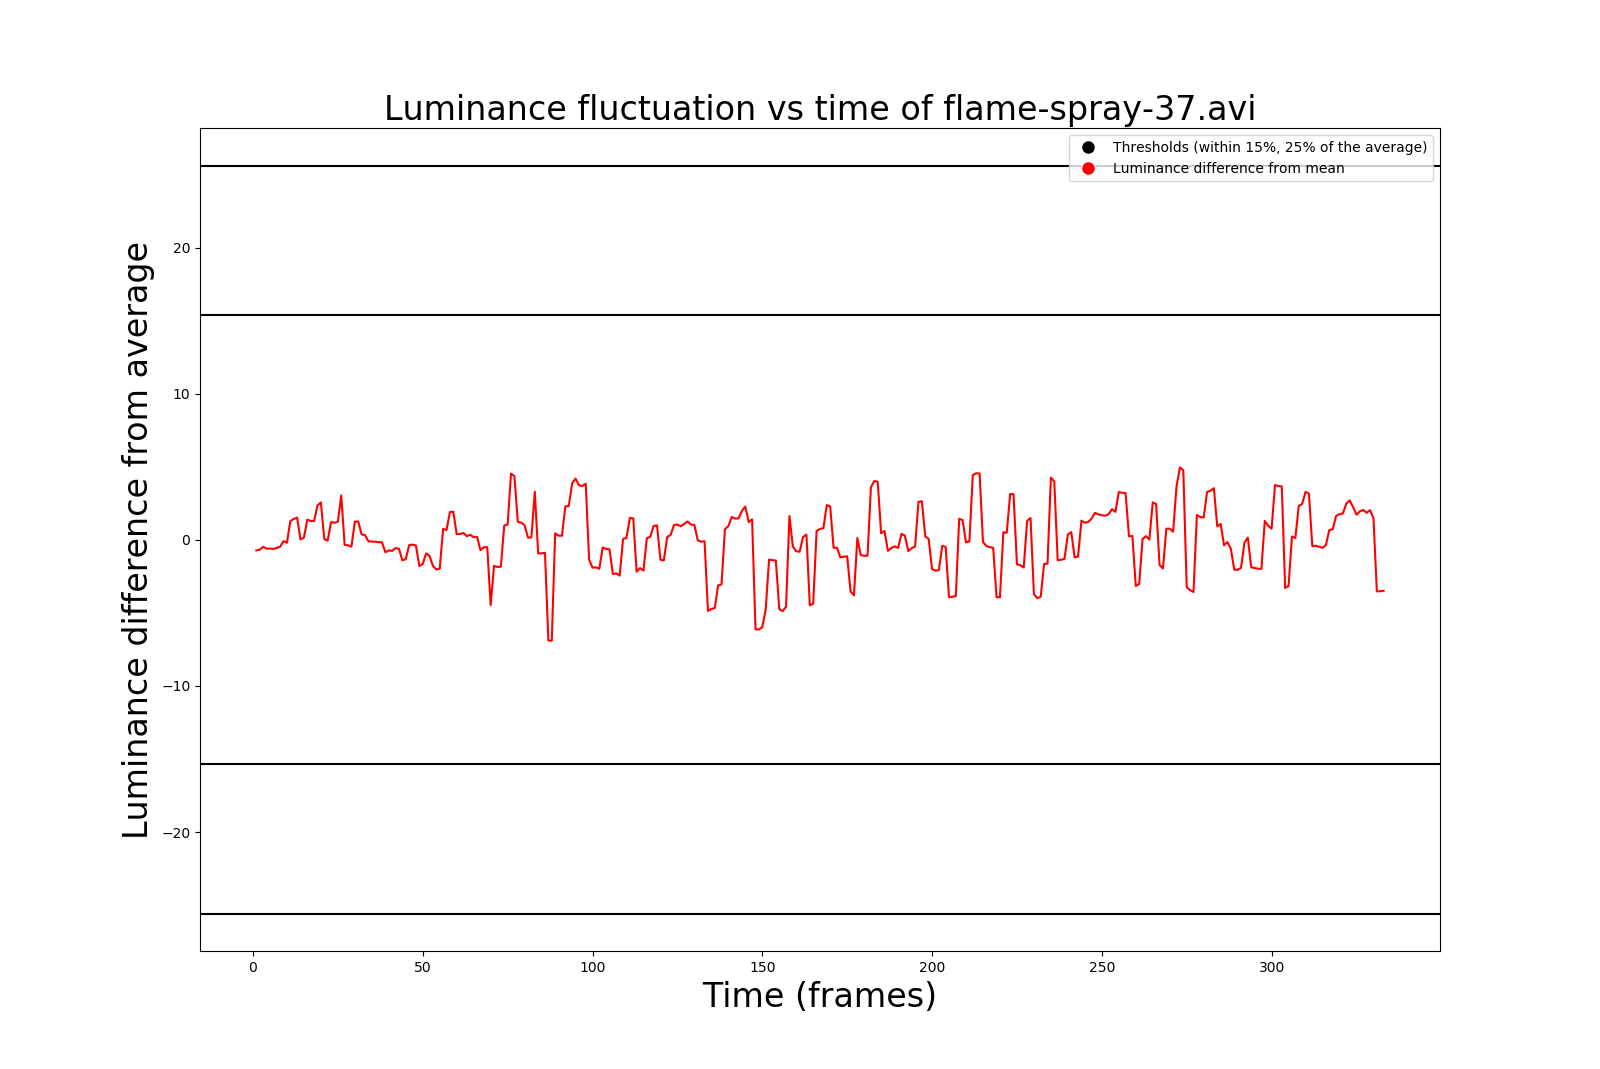 Luminance fluctuation vs time of flame-spray-37.avi
Thresholds (within 15%, 25% of the average)
Luminance difference from mean
Luminance difference from average
20
10
0
−10
−20
0 50 100 150 200 250 300
Time (frames)